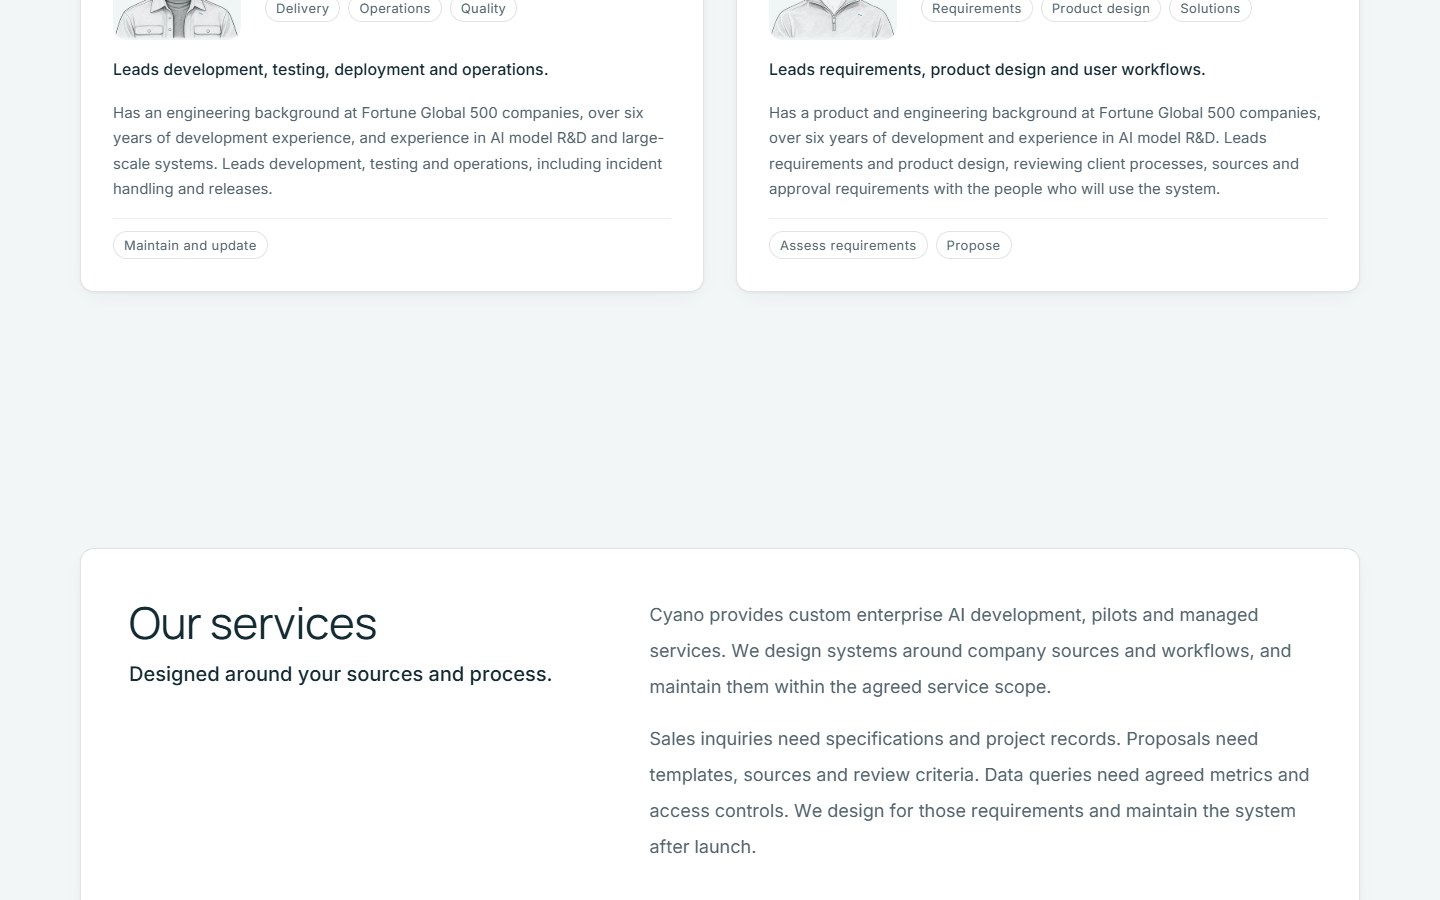 Delivery Operations Quality
Leads development, testing, deployment and operations.
Has an engineering background at Fortune Global 500 companies, over six
years of development experience, and experience in AI model R&D and large-
scale systems. Leads development, testing and operations, including incident
handling and releases.
Maintain and update
Requirements Product design Solutions
Leads requirements, product design and user workflows.
Has a product and engineering background at Fortune Global 500 companies,
over six years of development and experience in AI model R&D. Leads
requirements and product design, reviewing client processes, sources and
approval requirements with the people who will use the system.
Assess requirements Propose
Our services
Designed around your sources and process.
Cyano provides custom enterprise AI development, pilots and managed
services. We design systems around company sources and workflows, and
maintain them within the agreed service scope.
Sales inquiries need specifications and project records. Proposals need
templates, sources and review criteria. Data queries need agreed metrics and
access controls. We design for those requirements and maintain the system
after launch.